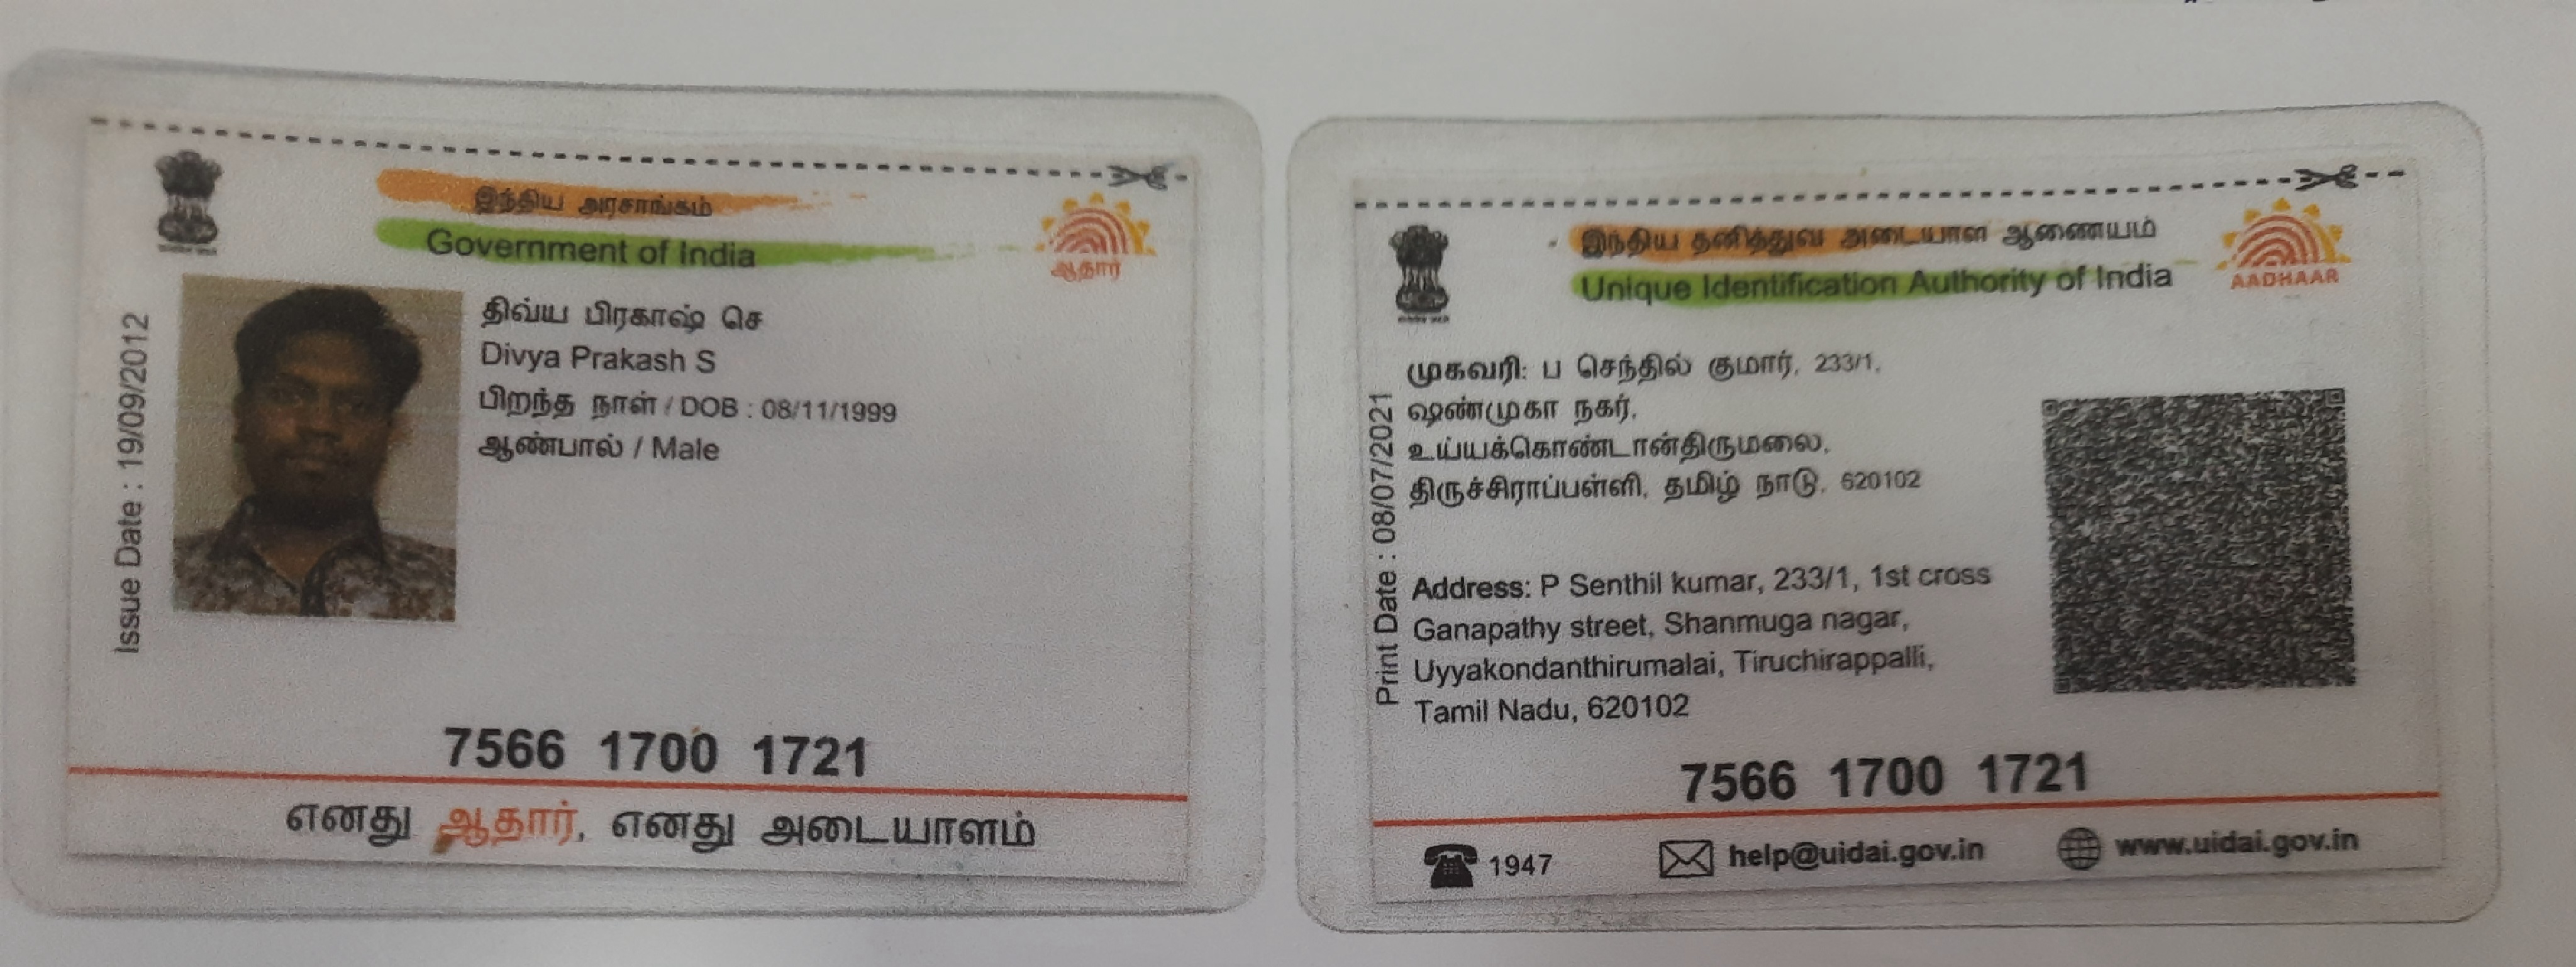 இந்திய அரசாங்கம்
Government of India
ஆதார்
Issue Date : 19/09/2012
திவ்ய பிரகாஷ் செ
Divya Prakash S
பிறந்த நாள் / DOB : 08/11/1999
ஆண்பால் / Male
7566 1700 1721
எனது ஆதார், எனது அடையாளம்
இந்திய தனித்துவ அடையாள ஆணையம்
Unique Identification Authority of India
AADHAAR
Print Date : 08/07/2021
முகவரி: ப செந்தில் குமார், 233/1,
ஷண்முகா நகர்,
உய்யக்கொண்டான்திருமலை,
திருச்சிராப்பள்ளி, தமிழ் நாடு, 620102
Address: P Senthil kumar, 233/1, 1st cross
Ganapathy street, Shanmuga nagar,
Uyyakondanthirumalai, Tiruchirappalli,
Tamil Nadu, 620102
7566 1700 1721
1947
help@uidai.gov.in
www.uidai.gov.in